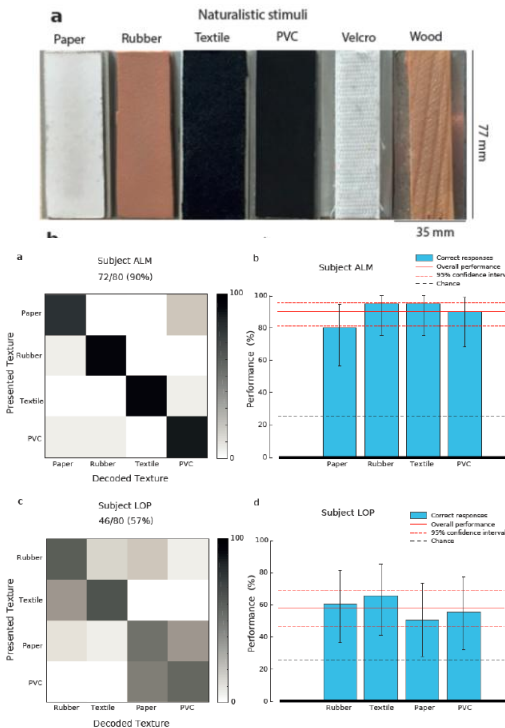 a
Naturalistic stimuli
Paper Rubber Textile PVC Velcro Wood
77 mm
35 mm
a
Subject ALM
72/80 (90%)
100
0
Presented Texture
Paper
Rubber
Textile
PVC
Paper Rubber Textile PVC
Decoded Texture
b
Subject ALM
Correct responses
Overall performance
95% confidence interval
Chance
Performance (%)
100
80
60
40
20
0
Paper Rubber Textile PVC
c
Subject LOP
46/80 (57%)
100
0
Presented Texture
Rubber
Textile
Paper
PVC
Rubber Textile Paper PVC
Decoded Texture
d
Subject LOP
Correct responses
Overall performance
95% confidence interval
Chance
Performance (%)
100
80
60
40
20
0
Rubber Textile Paper PVC